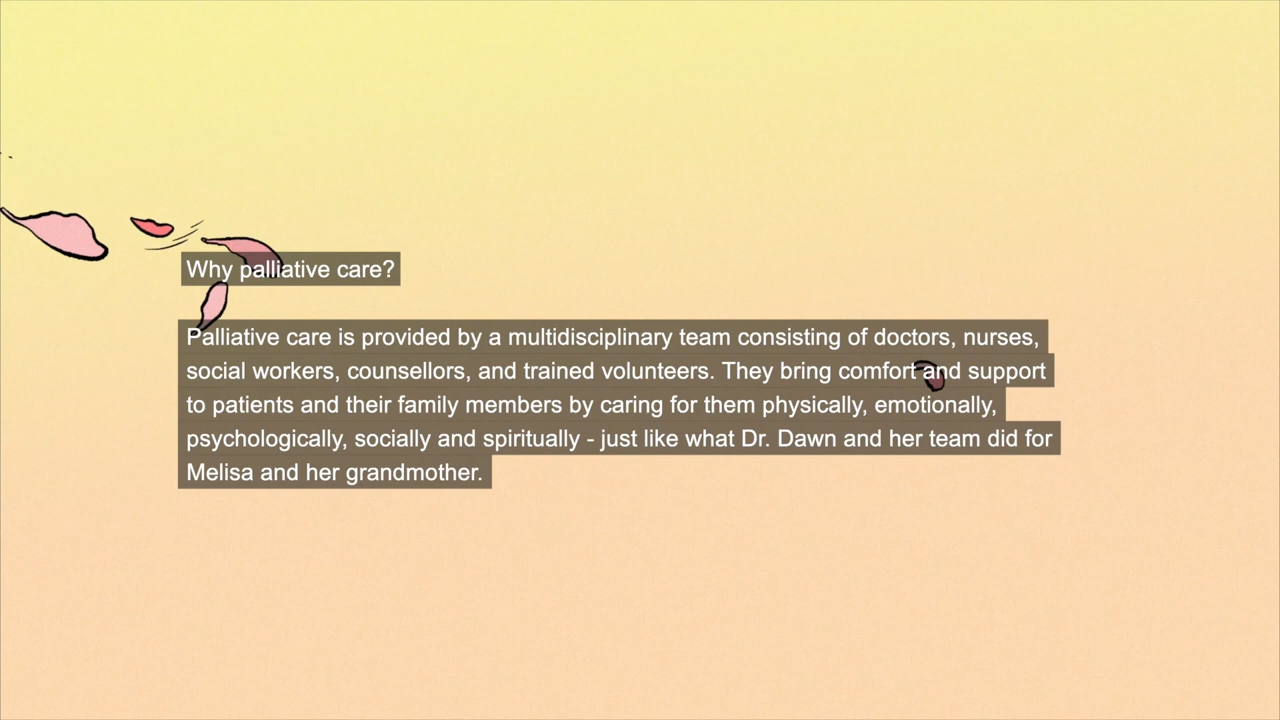 Why palliative care?
Palliative care is provided by a multidisciplinary team consisting of doctors, nurses,
social workers, counsellors, and trained volunteers. They bring comfort and support
to patients and their family members by caring for them physically, emotionally,
psychologically, socially and spiritually - just like what Dr. Dawn and her team did for
Melisa and her grandmother.